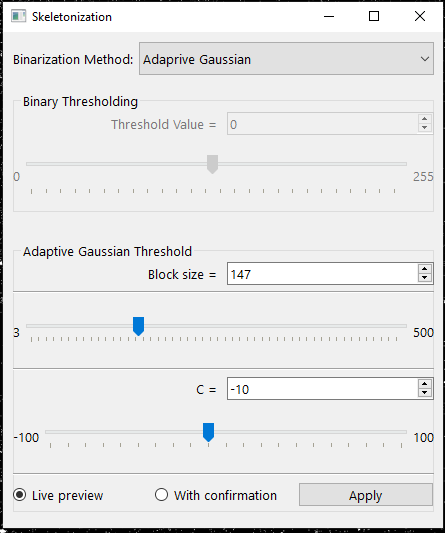 Skeletonization
Binarization Method: Adaprive Gaussian
Binary Thresholding
Threshold Value = 0
0 255
Adaptive Gaussian Threshold
Block size = 147
3 500
C = -10
-100 100
Live preview With confirmation Apply